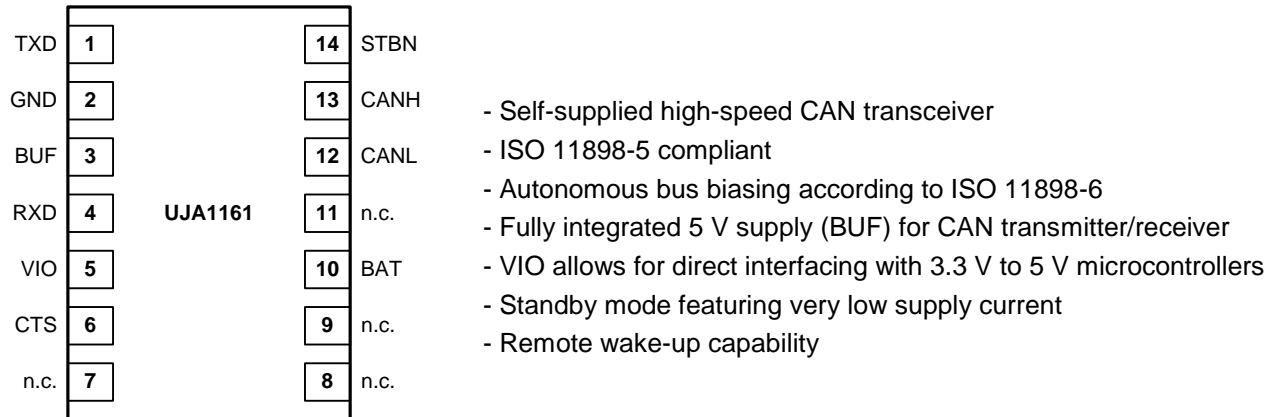 TXD 1 14 STBN
GND 2 13 CANH
BUF 3 12 CANL
RXD 4 UJA1161 11 n.c.
VIO 5 10 BAT
CTS 6 9 n.c.
n.c. 7 8 n.c.
- Self-supplied high-speed CAN transceiver
- ISO 11898-5 compliant
- Autonomous bus biasing according to ISO 11898-6
- Fully integrated 5 V supply (BUF) for CAN transmitter/receiver
- VIO allows for direct interfacing with 3.3 V to 5 V microcontrollers
- Standby mode featuring very low supply current
- Remote wake-up capability